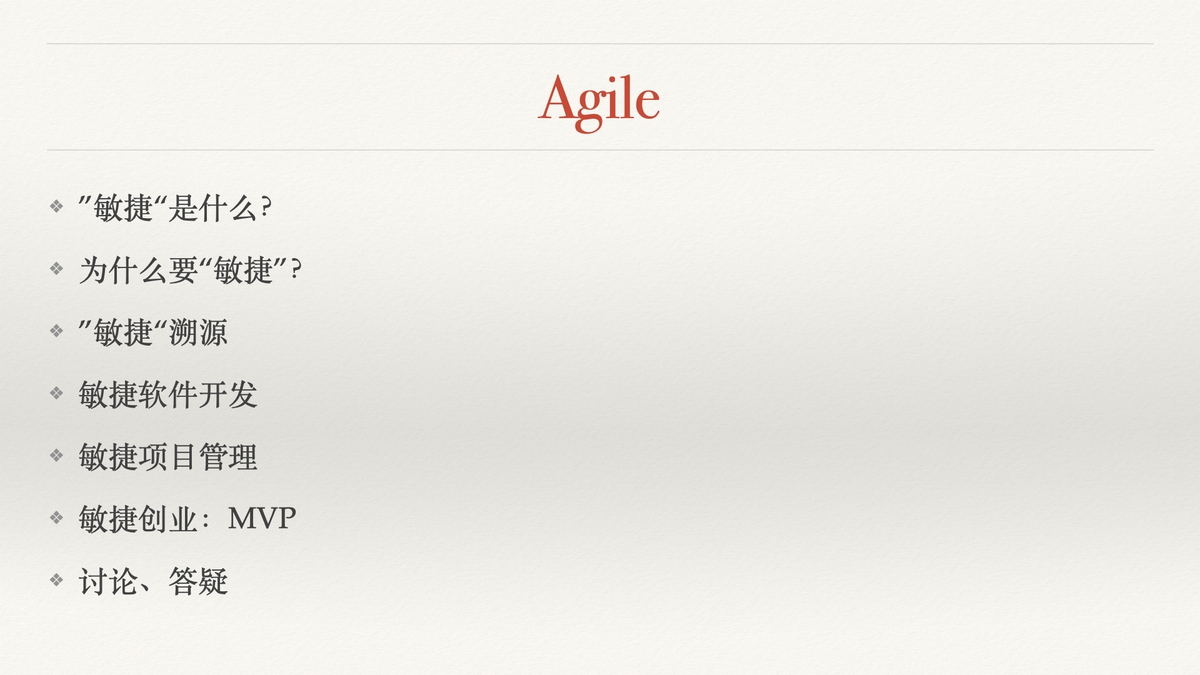 Agile
”敏捷“是什么?
为什么要“敏捷”?
”敏捷“溯源
敏捷软件开发
敏捷项目管理
敏捷创业：MVP
讨论、答疑